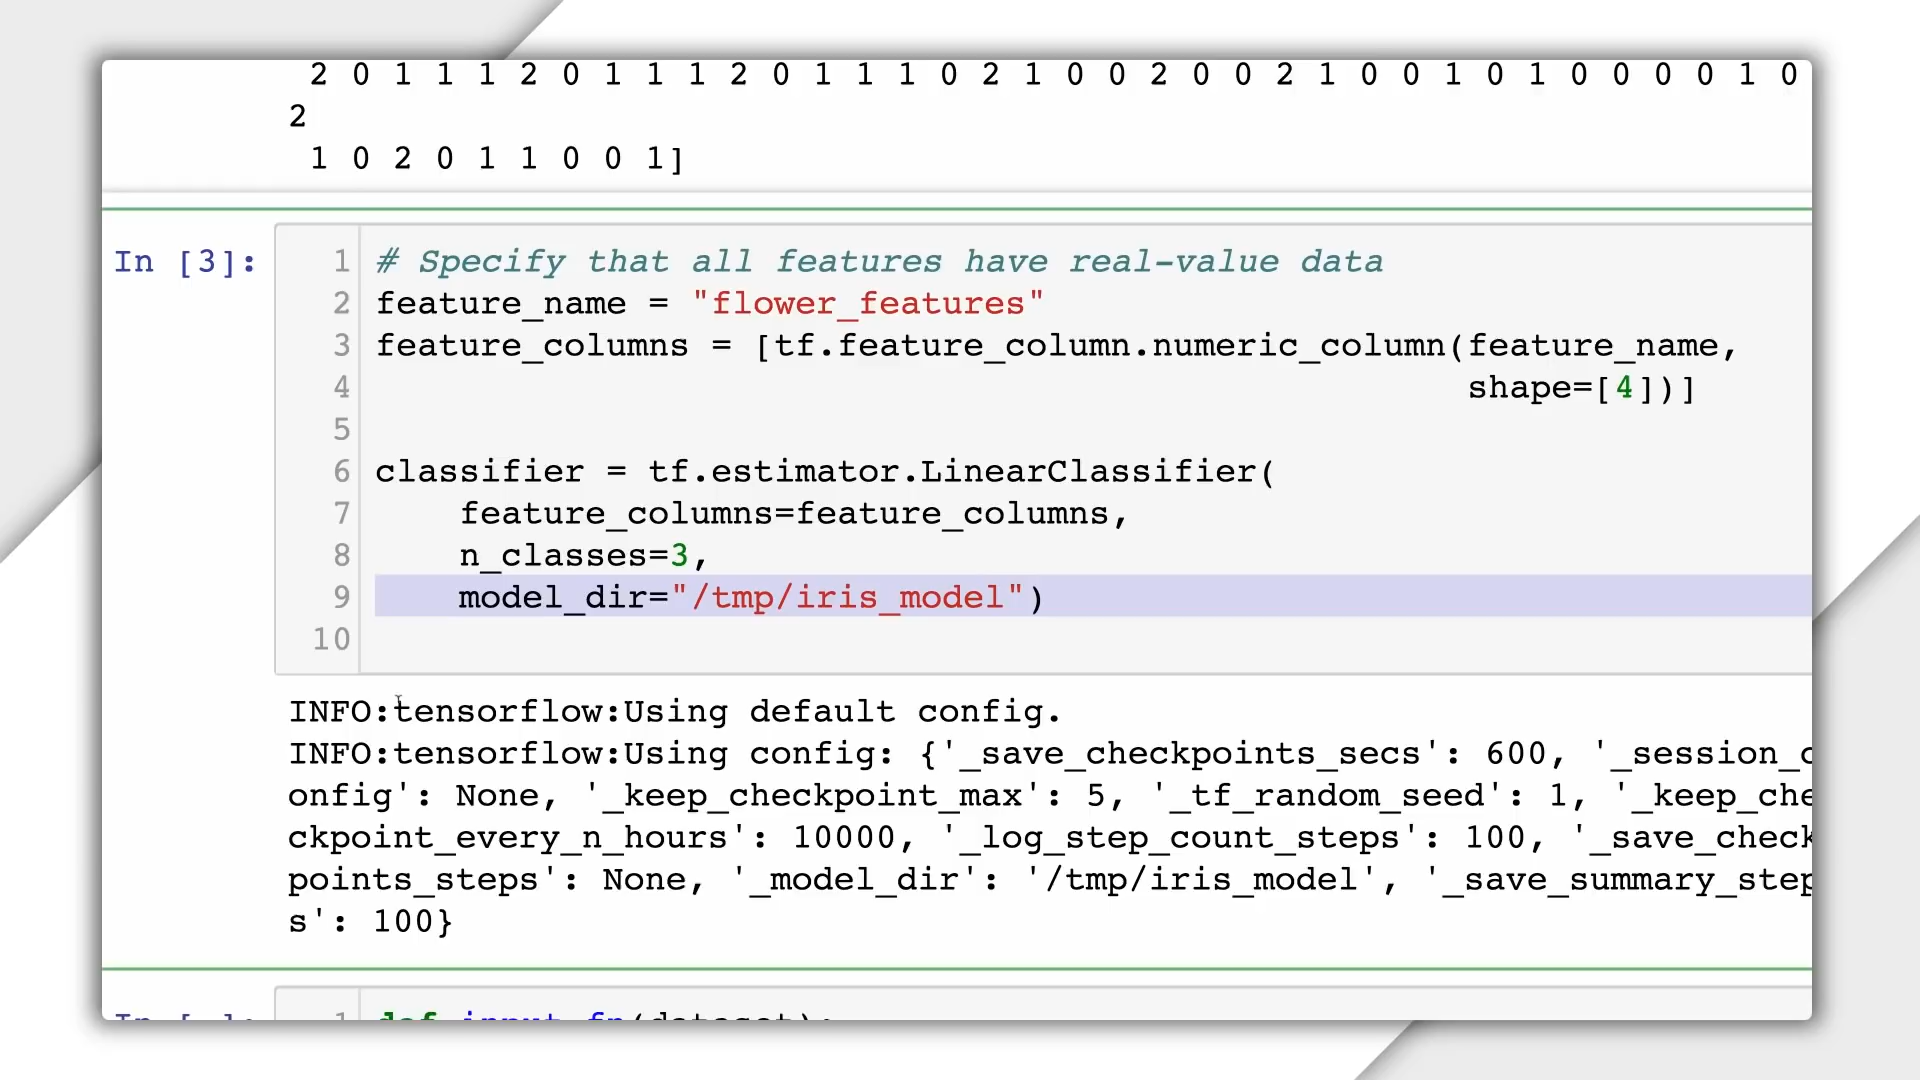 2 0 1 1 1 2 0 1 1 1 2 0 1 1 1 0 2 1 0 0 2 0 0 2 1 0 0 1 0 1 0 0 0 0 1 0
2
1 0 2 0 1 1 0 0 1]
In [3]:
1 # Specify that all features have real-value data
2 feature_name = "flower_features"
3 feature_columns = [tf.feature_column.numeric_column(feature_name,
4 shape=[4])]
5
6 classifier = tf.estimator.LinearClassifier(
7 feature_columns=feature_columns,
8 n_classes=3,
9 model_dir="/tmp/iris_model")
10
INFO:tensorflow:Using default config.
INFO:tensorflow:Using config: {'_save_checkpoints_secs': 600, '_session_c
onfig': None, '_keep_checkpoint_max': 5, '_tf_random_seed': 1, '_keep_che
ckpoint_every_n_hours': 10000, '_log_step_count_steps': 100, '_save_check
points_steps': None, '_model_dir': '/tmp/iris_model', '_save_summary_step
s': 100}
In [ ]:
1 def input_fn(dataset):